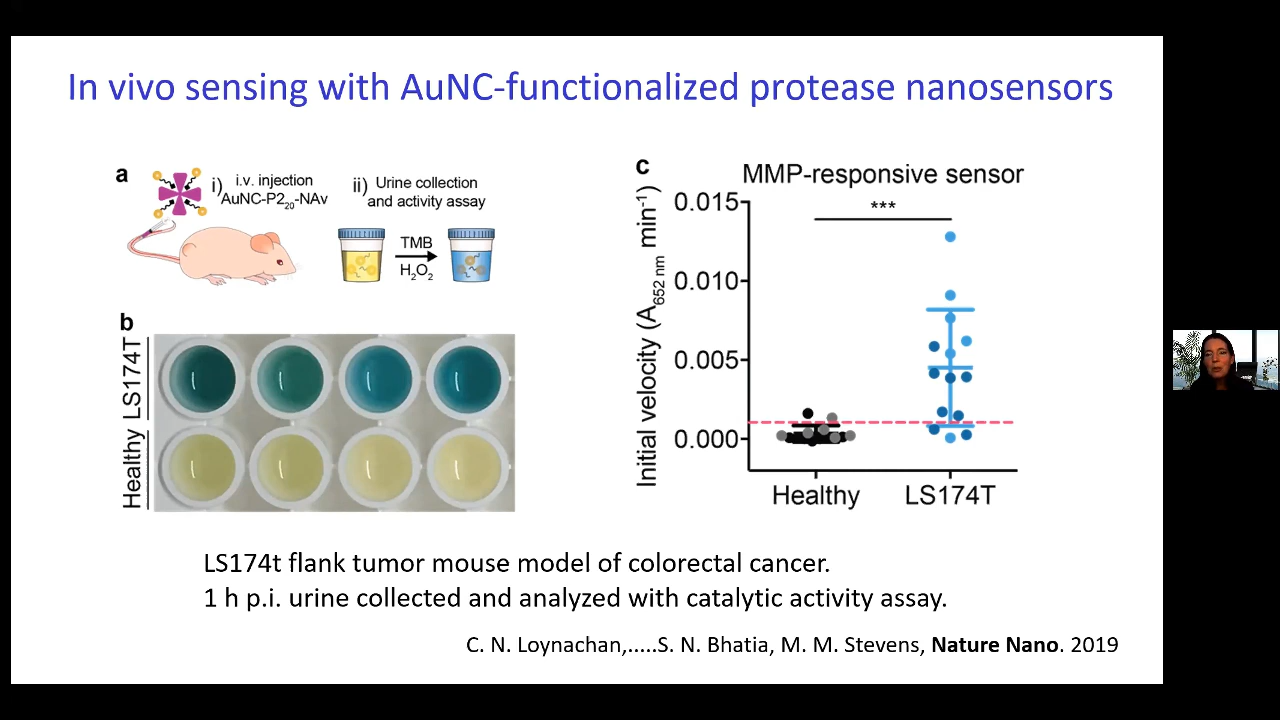 In vivo sensing with AuNC-functionalized protease nanosensors
a
i) i.v. injection
AuNC-P2₂₀-NAv
ii) Urine collection
and activity assay
TMB
H₂O₂
b
LS174T
Healthy
c
MMP-responsive sensor
***
Initial velocity (A₆₅₂ ₙₘ min⁻¹)
0.015
0.010
0.005
0.000
Healthy LS174T
LS174t flank tumor mouse model of colorectal cancer.
1 h p.i. urine collected and analyzed with catalytic activity assay.
C. N. Loynachan,.....S. N. Bhatia, M. M. Stevens, Nature Nano. 2019